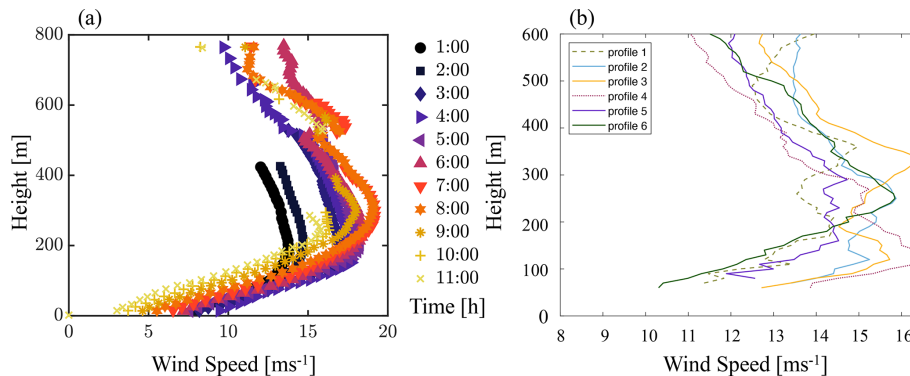 (a)
800
600
400
200
0
Height [m]
0
5
10
15
20
Wind Speed [ms-1]
1:00
2:00
3:00
4:00
5:00
6:00
7:00
8:00
9:00
10:00
11:00
Time [h]
(b)
600
500
400
300
200
100
0
Height [m]
profile 1
profile 2
profile 3
profile 4
profile 5
profile 6
8
9
10
11
12
13
14
15
16
Wind Speed [ms-1]